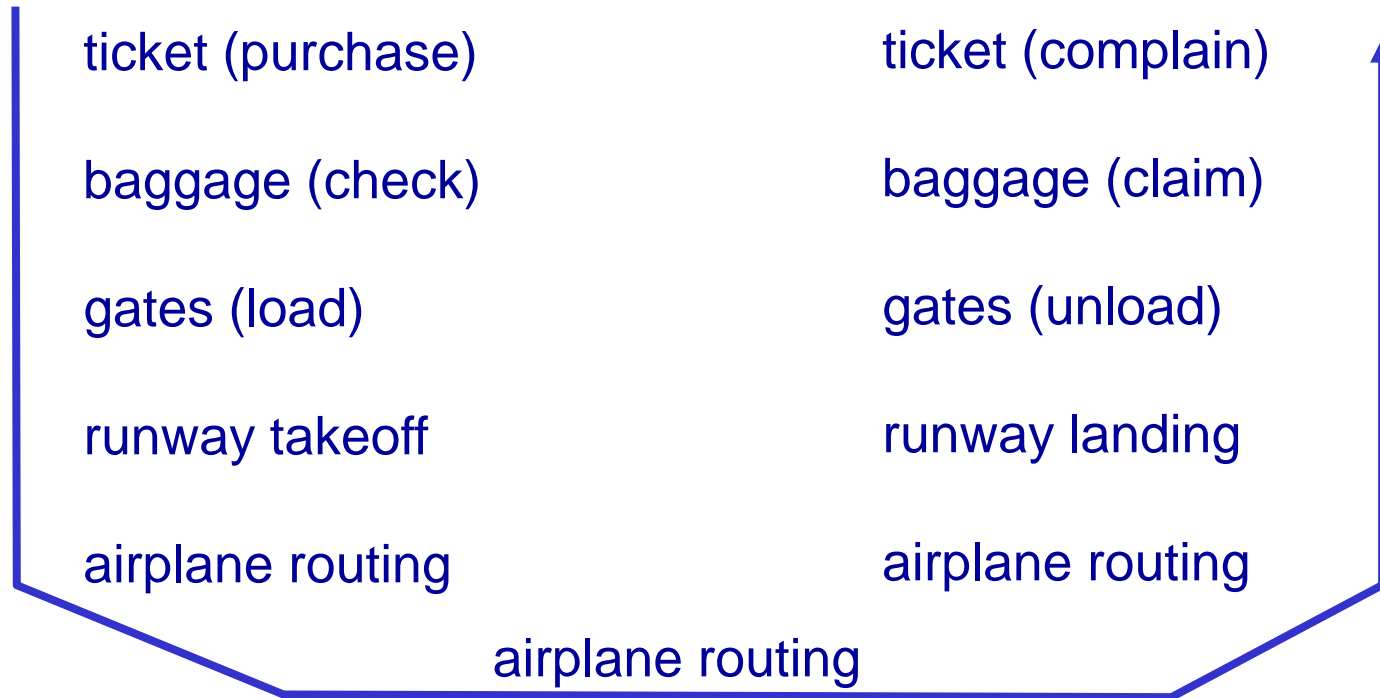 ticket (purchase)
ticket (complain)
baggage (check)
baggage (claim)
gates (load)
gates (unload)
runway takeoff
runway landing
airplane routing
airplane routing
airplane routing